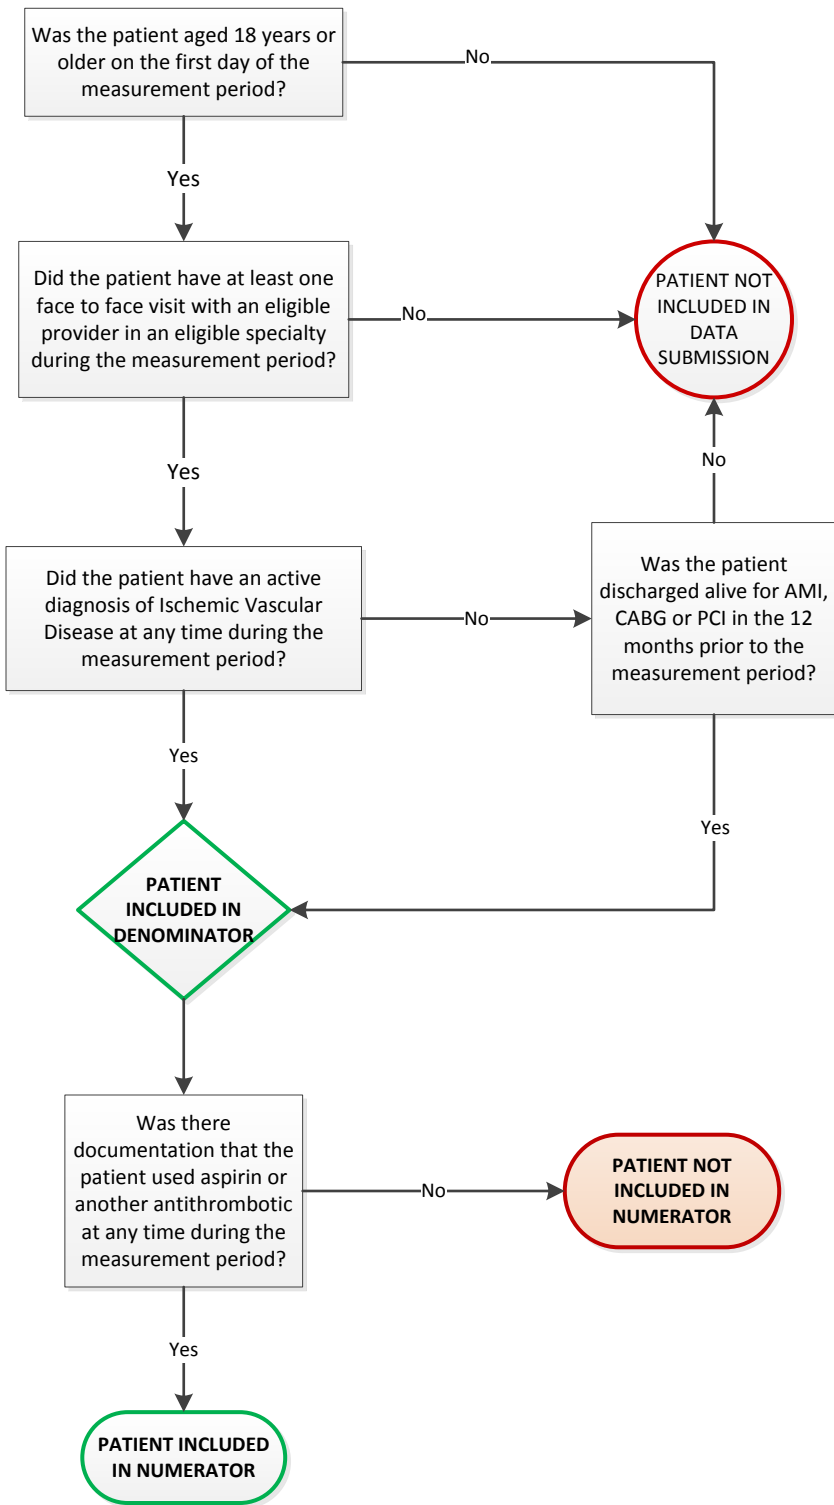 Was the patient aged 18 years or
older on the first day of the
measurement period?
No
Yes
Did the patient have at least one
face to face visit with an eligible
provider in an eligible specialty
during the measurement period?
No
PATIENT NOT
INCLUDED IN
DATA
SUBMISSION
Yes
No
Did the patient have an active
diagnosis of Ischemic Vascular
Disease at any time during the
measurement period?
No
Was the patient
discharged alive for AMI,
CABG or PCI in the 12
months prior to the
measurement period?
Yes
Yes
PATIENT
INCLUDED IN
DENOMINATOR
Was there
documentation that the
patient used aspirin or
another antithrombotic
at any time during the
measurement period?
No
PATIENT NOT
INCLUDED IN
NUMERATOR
Yes
PATIENT INCLUDED
IN NUMERATOR